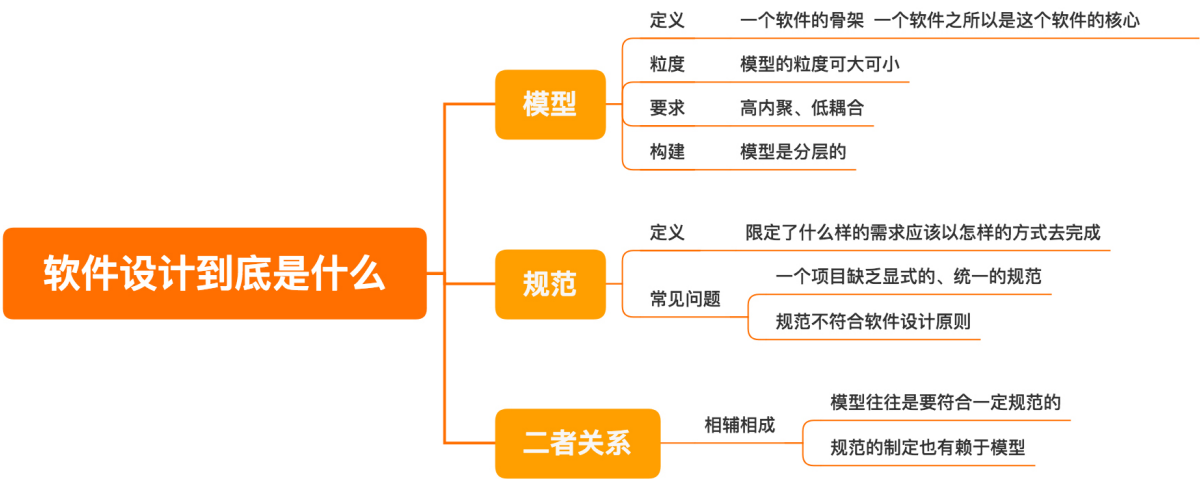 软件设计到底是什么
模型
定义 一个软件的骨架 一个软件之所以是这个软件的核心
粒度 模型的粒度可大可小
要求 高内聚、低耦合
构建 模型是分层的
规范
定义 限定了什么样的需求应该以怎样的方式去完成
常见问题
一个项目缺乏显式的、统一的规范
规范不符合软件设计原则
二者关系
相辅相成
模型往往是要符合一定规范的
规范的制定也有赖于模型